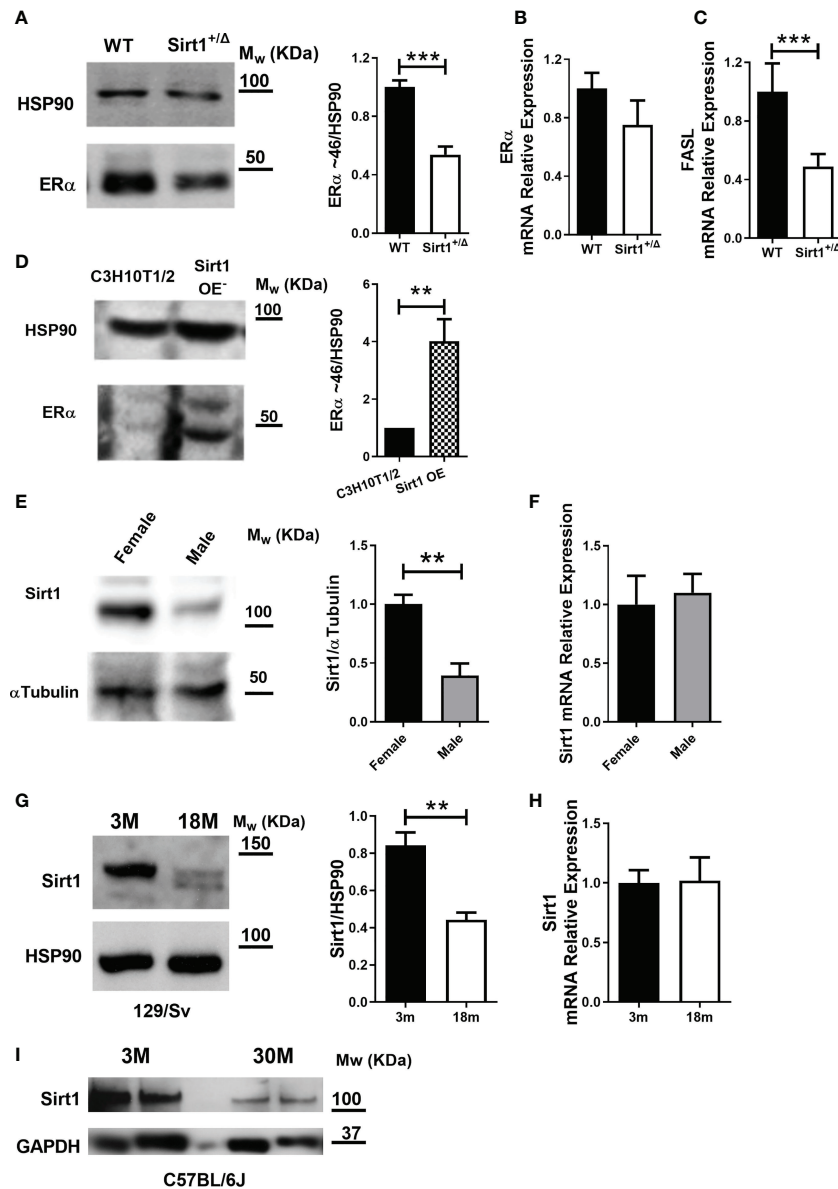 A
WT Sirt1+/Δ Mw (KDa)
HSP90
100
ERα
50
ERα ~46/HSP90
1.2
0.8
0.4
0.0
***
WT Sirt1+/Δ
B
ERα
mRNA Relative Expression
1.2
0.8
0.4
0.0
WT Sirt1+/Δ
C
FASL
mRNA Relative Expression
1.2
0.8
0.4
0.0
***
WT Sirt1+/Δ
D
C3H10T1/2 Sirt1 OE- Mw (KDa)
HSP90
100
ERα
50
ERα ~46/HSP90
6
4
2
0
**
C3H10T1/2 Sirt1 OE
E
Female Male Mw (KDa)
Sirt1
100
αTubulin
50
Sirt1/αTubulin
1.5
1.0
0.5
0.0
**
Female Male
F
Sirt1 mRNA Relative Expression
1.5
1.0
0.5
0.0
Female Male
G
3M 18M Mw (KDa)
150
Sirt1
100
HSP90
129/Sv
Sirt1/HSP90
1.0
0.8
0.6
0.4
0.2
0.0
**
3m 18m
H
Sirt1
mRNA Relative Expression
1.5
1.0
0.5
0.0
3m 18m
I
3M 30M Mw (KDa)
Sirt1
100
GAPDH
37
C57BL/6J